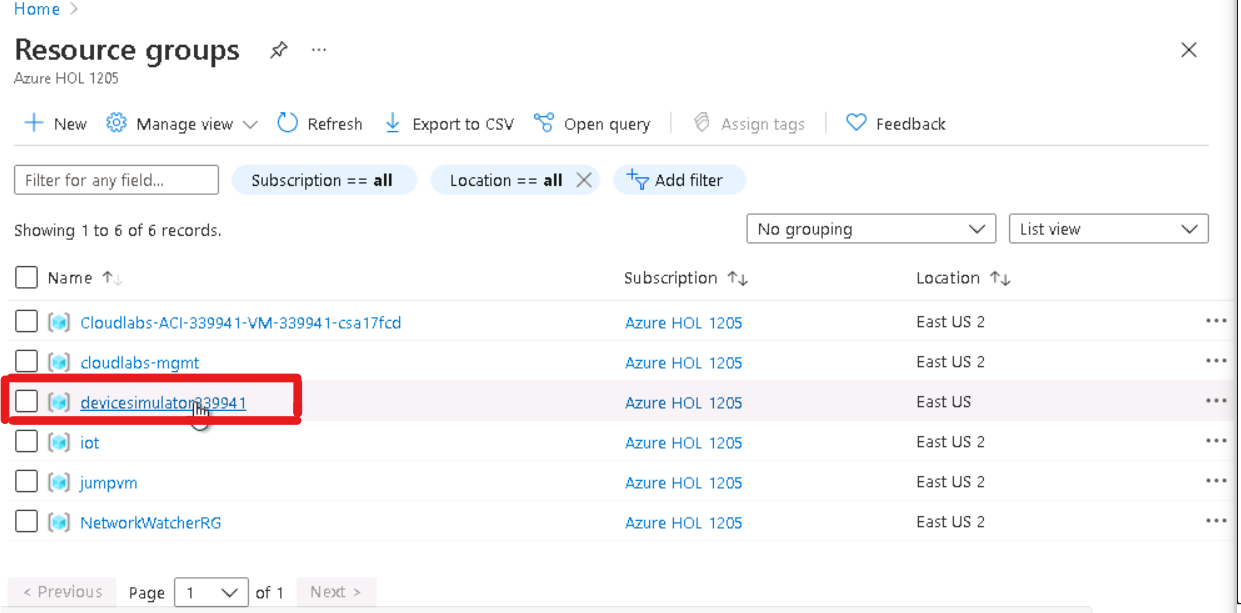 Home >
Resource groups
Azure HOL 1205
New Manage view Refresh Export to CSV Open query Assign tags Feedback
Filter for any field... Subscription == all Location == all Add filter
Showing 1 to 6 of 6 records. No grouping List view
Name Subscription Location
Cloudlabs-ACI-339941-VM-339941-csa17fcd Azure HOL 1205 East US 2
cloudlabs-mgmt Azure HOL 1205 East US 2
devicesimulator339941 Azure HOL 1205 East US
iot Azure HOL 1205 East US 2
jumpvm Azure HOL 1205 East US 2
NetworkWatcherRG Azure HOL 1205 East US 2
< Previous Page 1 of 1 Next >